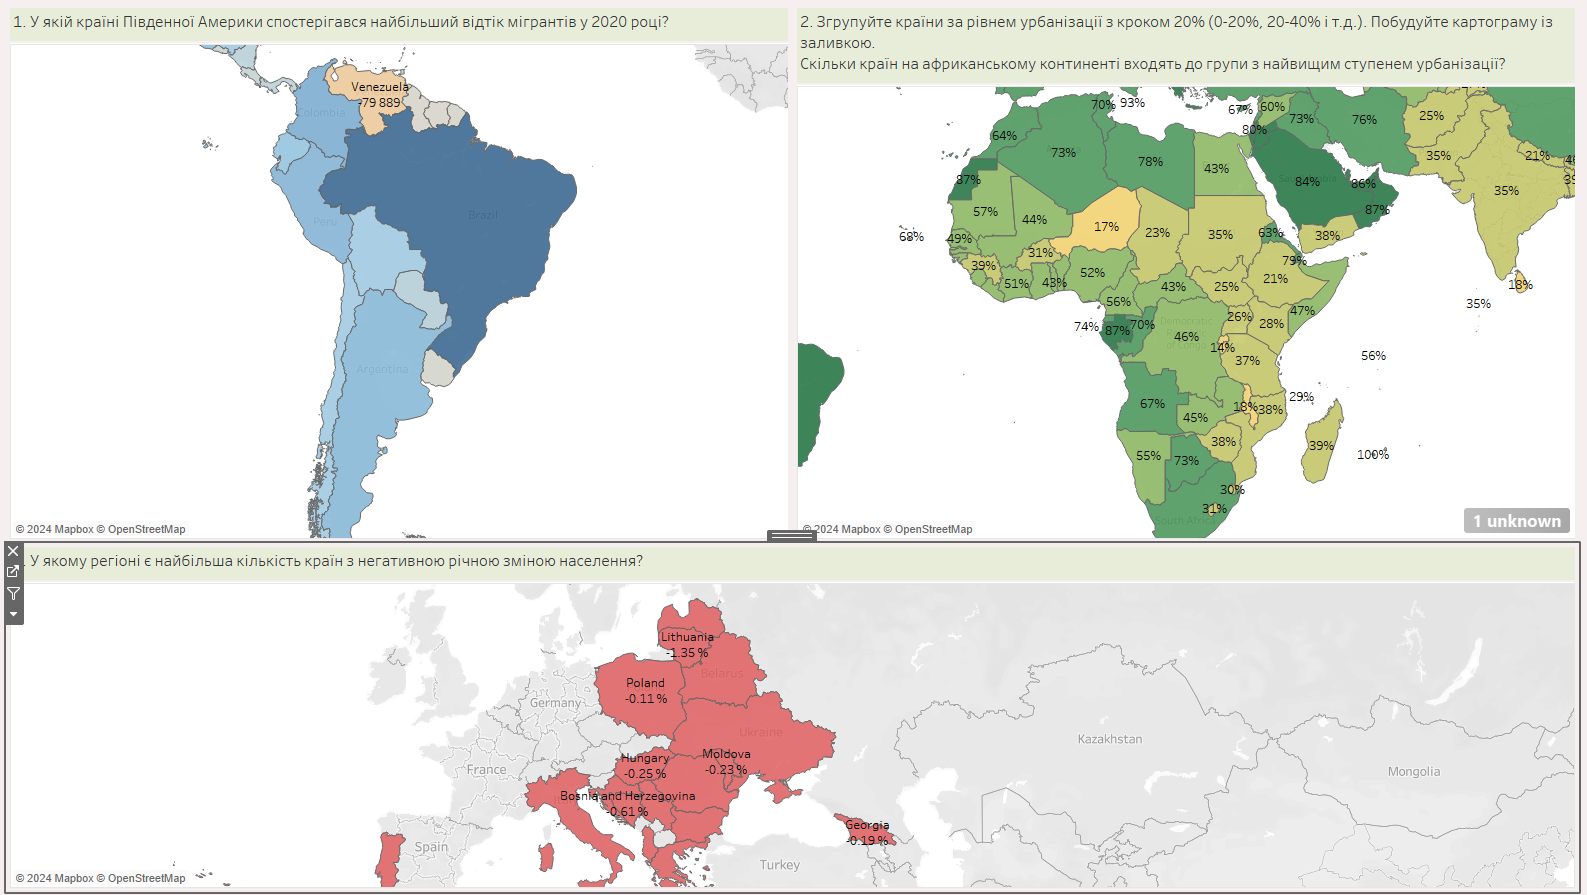 1. У якій країні Південної Америки спостерігався найбільший відтік мігрантів у 2020 році?
Venezuela
-79 889
Colombia
Brazil
Peru
Argentina
© 2024 Mapbox © OpenStreetMap
2. Згрупуйте країни за рівнем урбанізації з кроком 20% (0-20%, 20-40% і т.д.). Побудуйте картограму із
заливкою.
Скільки країн на африканському континенті входять до групи з найвищим ступенем урбанізації?
70% 93% 67% 60%
64% 80% 73% 76% 25%
73% 78% 43% 35% 21%
87% 84% 86% 35%
57% 44% 87%
68% 49% 17% 23% 35% 63% 38%
39% 31% 79%
51% 43% 52% 43% 25% 21% 18%
56% 47% 35%
74% 87% 70% 46% 26% 28%
14% 37% 56%
67% 45% 18% 38% 29%
55% 73% 38% 39% 100%
30%
31%
South Africa
© 2024 Mapbox © OpenStreetMap
1 unknown
У якому регіоні є найбільша кількість країн з негативною річною зміною населення?
Lithuania
-1.35 %
Belarus
Poland
-0.11 %
Germany
Ukraine
Kazakhstan
Moldova
-0.23 %
Hungary
-0.25 %
France
Mongolia
Bosnia and Herzegovina
-0.61 %
Georgia
-0.19 %
Spain
Turkey
© 2024 Mapbox © OpenStreetMap